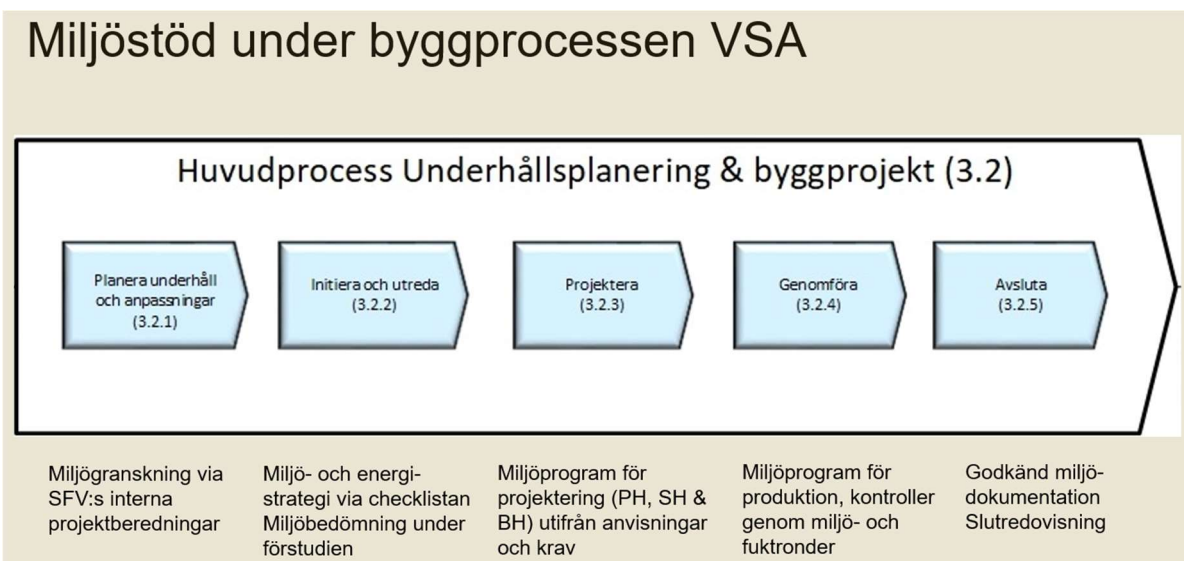 Miljöstöd under byggprocessen VSA
Huvudprocess Underhållsplanering & byggprojekt (3.2)
Planera underhåll
och anpassningar
(3.2.1)
Initiera och utreda
(3.2.2)
Projektera
(3.2.3)
Genomföra
(3.2.4)
Avsluta
(3.2.5)
Miljögranskning via
SFV:s interna
projektberedningar
Miljö- och energi-
strategi via checklistan
Miljöbedömning under
förstudien
Miljöprogram för
projektering (PH, SH &
BH) utifrån anvisningar
och krav
Miljöprogram för
produktion, kontroller
genom miljö- och
fuktronder
Godkänd miljö-
dokumentation
Slutredovisning